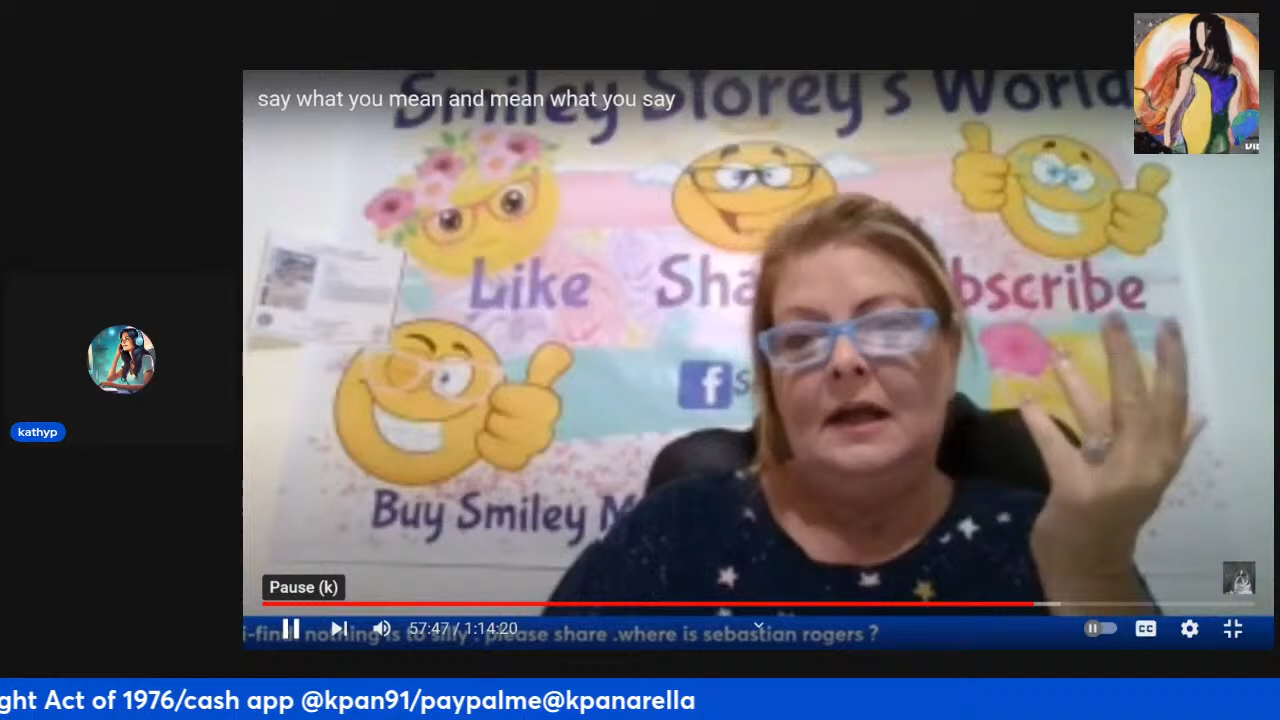 Smiley Storey's World
say what you mean and mean what you say
Like Sha bscribe
kathyp
Buy Smiley M
Pause (k)
57:47 / 1:14:20
i-find. nothing is to silly . please share .where is sebastian rogers ?
CC
ght Act of 1976/cash app @kpan91/paypalme@kpanarella